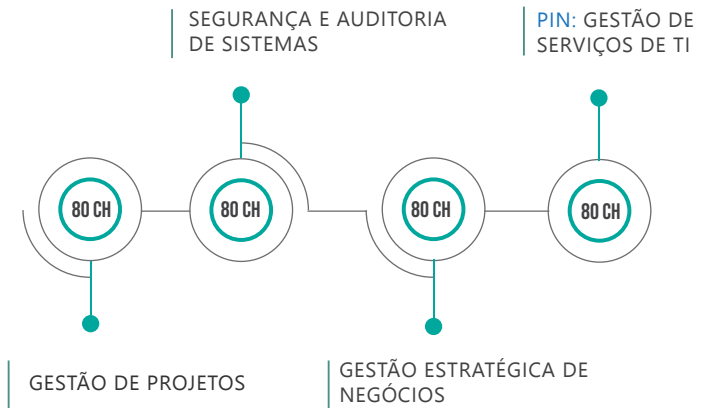 SEGURANÇA E AUDITORIA
DE SISTEMAS
PIN: GESTÃO DE
SERVIÇOS DE TI
80 CH
80 CH
80 CH
80 CH
GESTÃO DE PROJETOS
GESTÃO ESTRATÉGICA DE
NEGÓCIOS